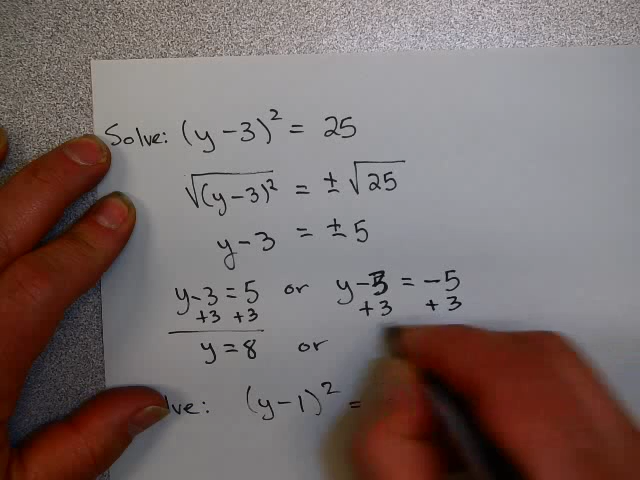 Solve: (y-3)² = 25
√(y-3)² = ±√25
y-3 = ±5
y-3 = 5 or y-3 = -5
+3 +3 +3 +3
y = 8 or
lve: (y-1)² =